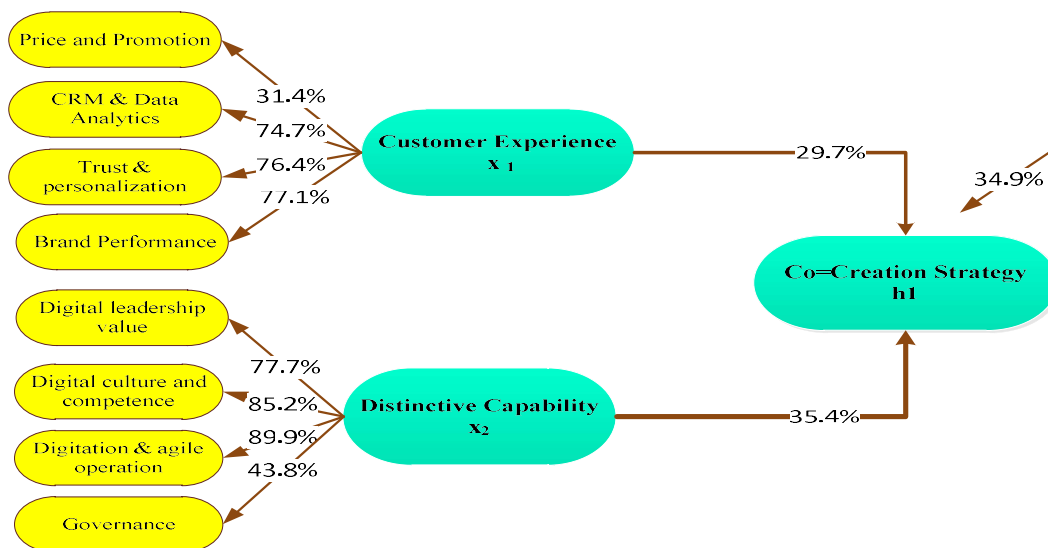 Price and Promotion
31.4%
CRM & Data
Analytics
74.7%
Trust &
personalization
76.4%
77.1%
Brand Performance
Customer Experience
x 1
29.7%
34.9%
Co=Creation Strategy
h1
Digital leadership
value
77.7%
Digital culture and
competence
85.2%
Digitation & agile
operation
89.9%
43.8%
Governance
Distinctive Capability
x2
35.4%